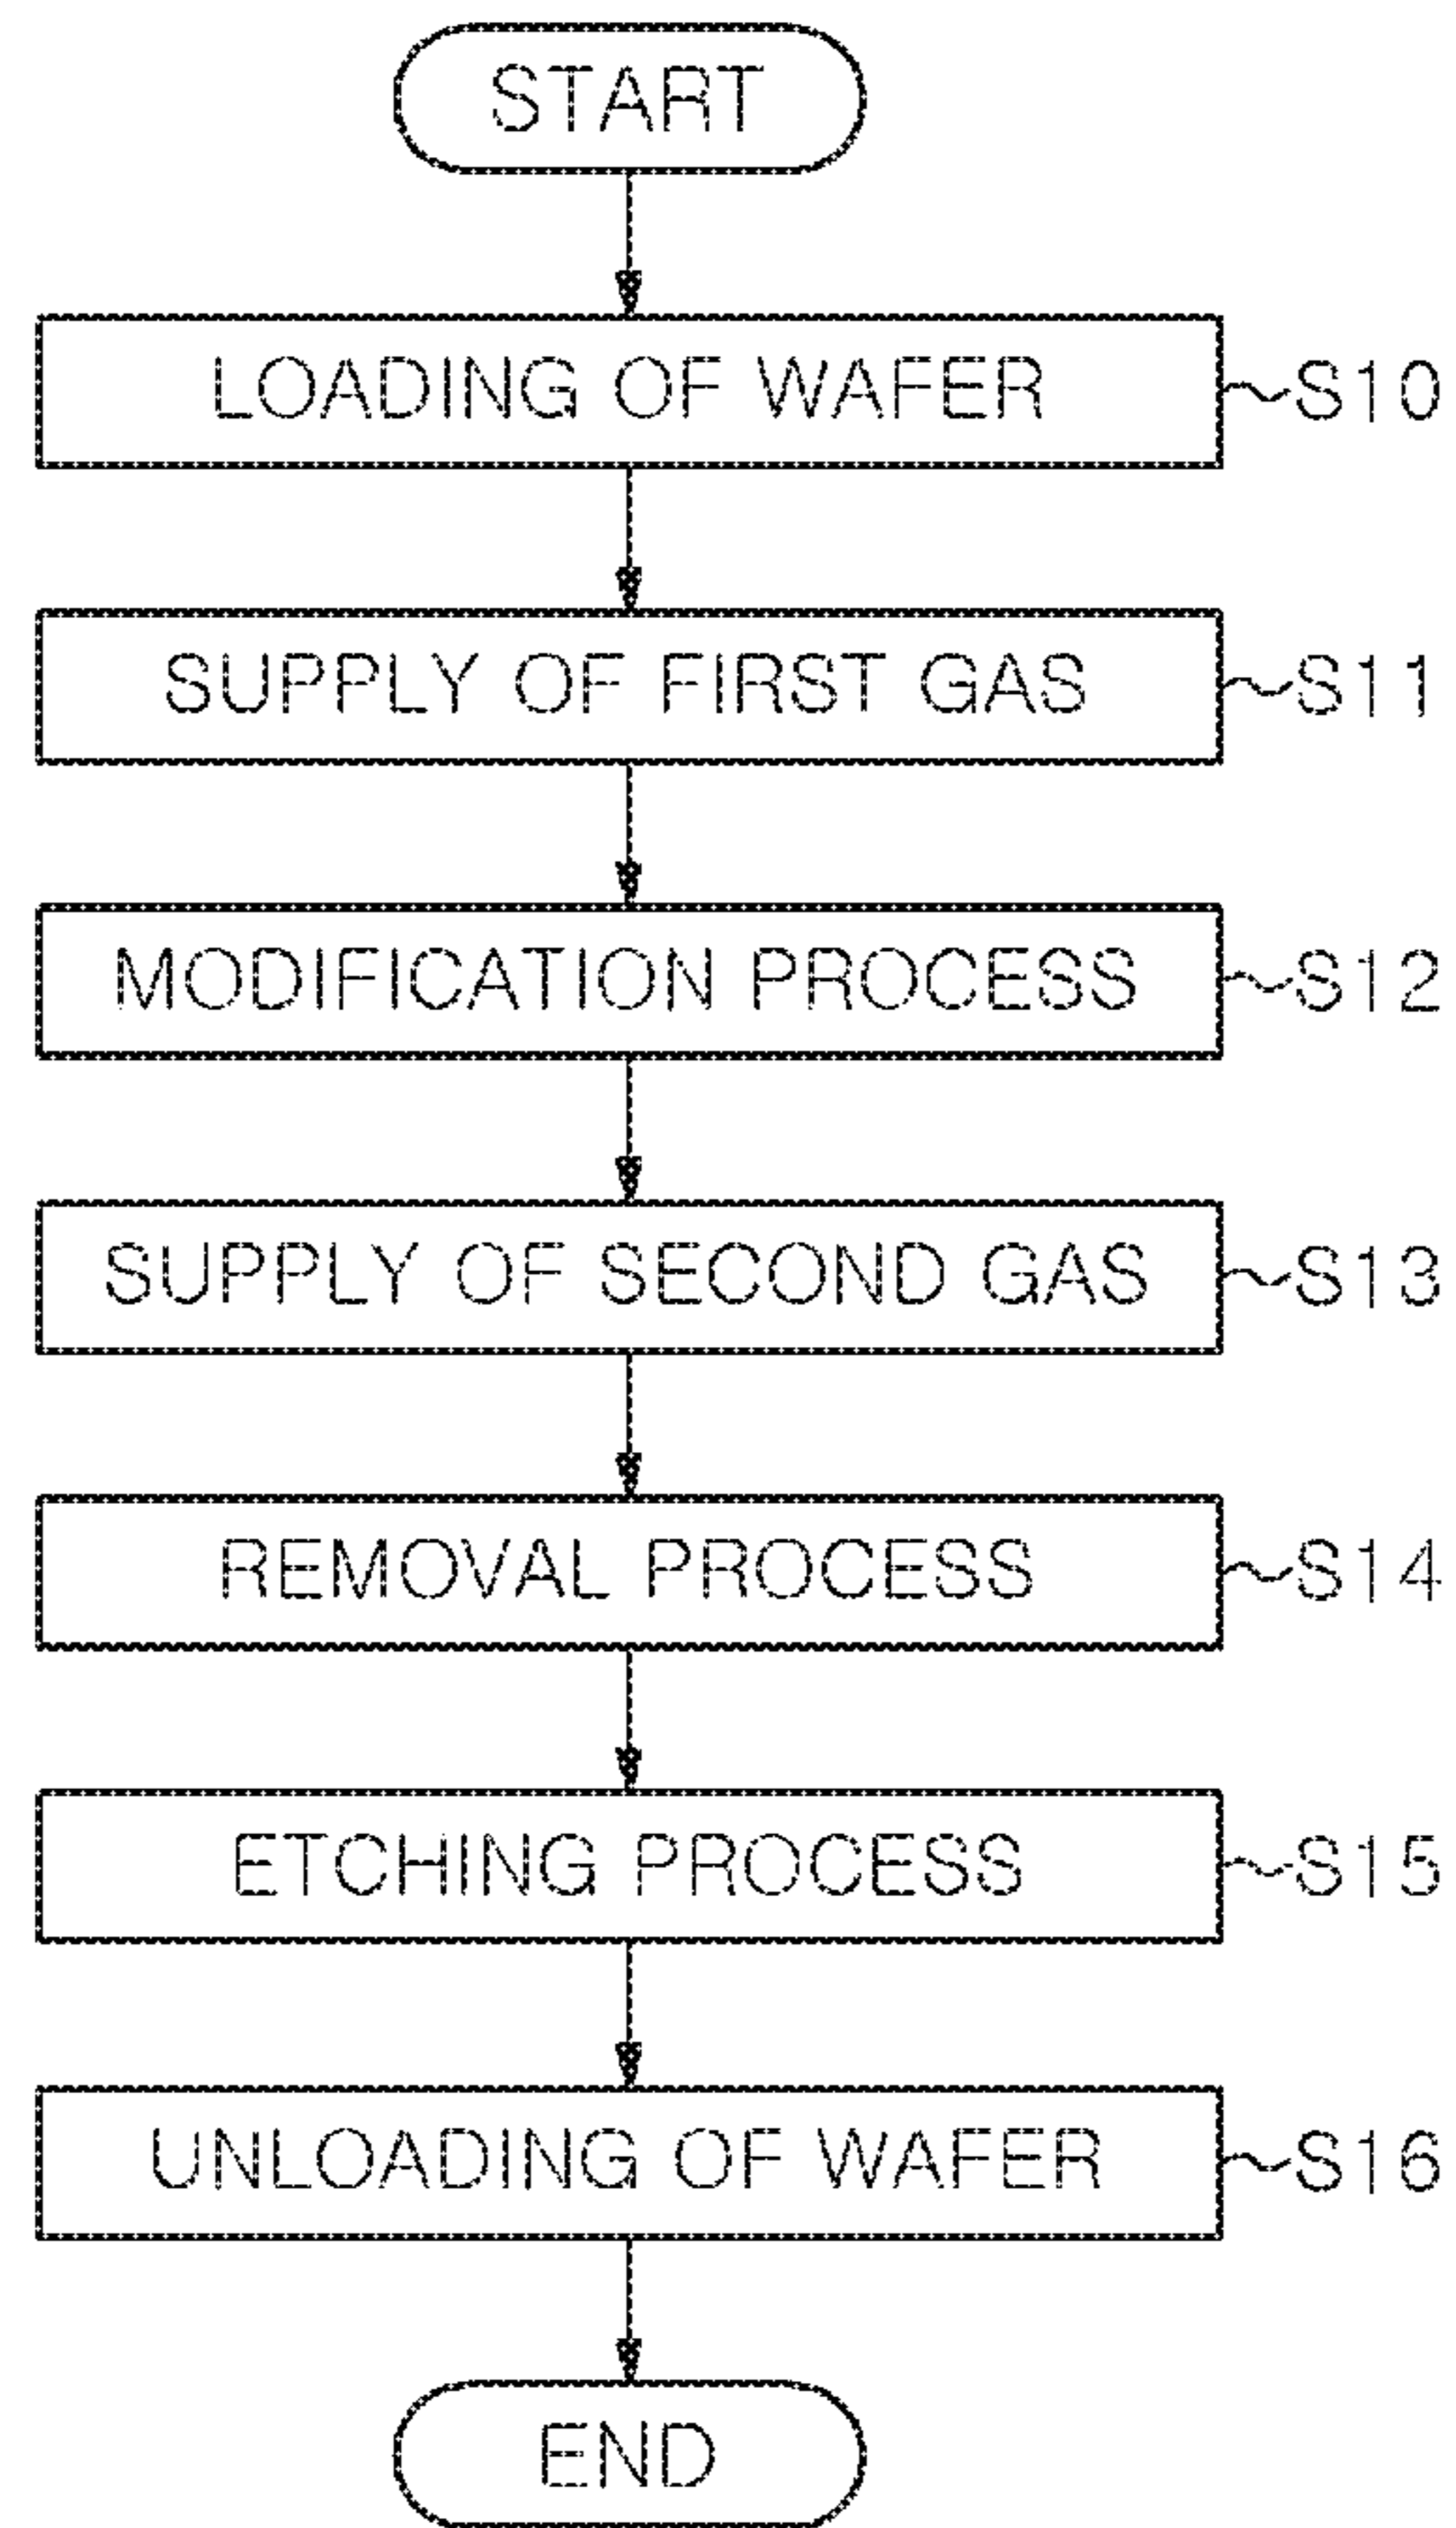 START
LOADING OF WAFER S10
SUPPLY OF FIRST GAS S11
MODIFICATION PROCESS S12
SUPPLY OF SECOND GAS S13
REMOVAL PROCESS S14
ETCHING PROCESS S15
UNLOADING OF WAFER S16
END